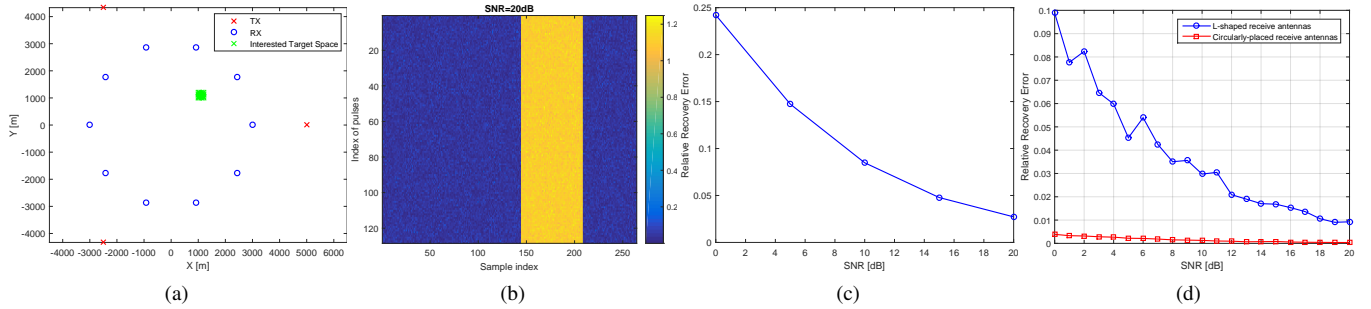 4000
3000
2000
1000
0
-1000
-2000
-3000
-4000
Y [m]
-4000 -3000 -2000 -1000 0 1000 2000 3000 4000 5000 6000
X [m]
TX
RX
Interested Target Space
(a)
SNR=20dB
20
40
60
80
100
120
Index of pulses
50 100 150 200 250
Sample index
1.2
1
0.8
0.6
0.4
0.2
(b)
0.25
0.2
0.15
0.1
0.05
0
Relative Recovery Error
0 2 4 6 8 10 12 14 16 18 20
SNR [dB]
(c)
0.1
0.09
0.08
0.07
0.06
0.05
0.04
0.03
0.02
0.01
0
Relative Recovery Error
0 2 4 6 8 10 12 14 16 18 20
SNR [dB]
L-shaped receive antennas
Circularly-placed receive antennas
(d)